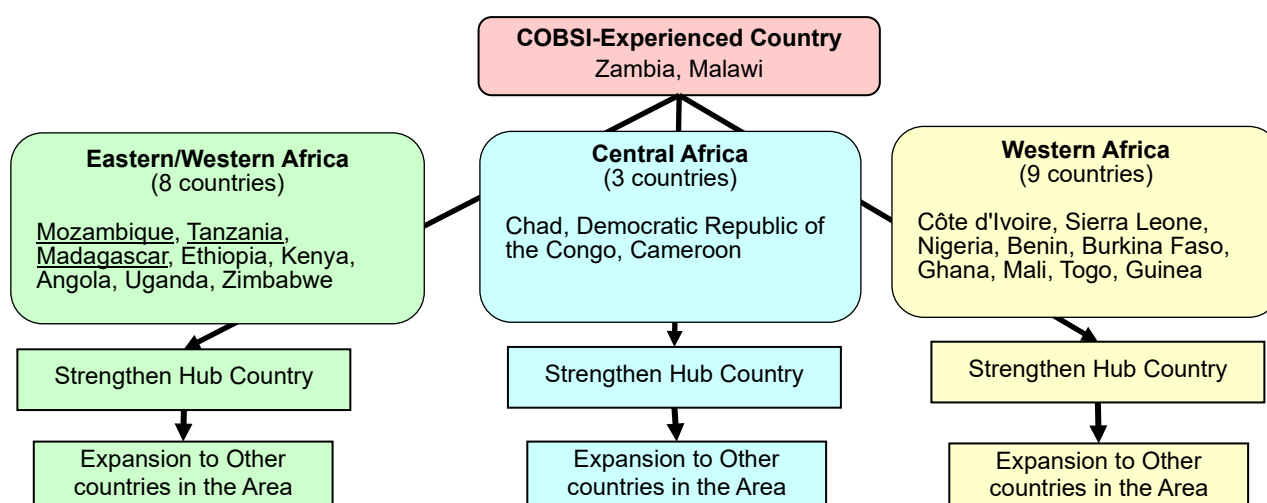 COBSI-Experienced Country
Zambia, Malawi
Eastern/Western Africa
(8 countries)
Mozambique, Tanzania,
Madagascar, Ethiopia, Kenya,
Angola, Uganda, Zimbabwe
Central Africa
(3 countries)
Chad, Democratic Republic of
the Congo, Cameroon
Western Africa
(9 countries)
Côte d'Ivoire, Sierra Leone,
Nigeria, Benin, Burkina Faso,
Ghana, Mali, Togo, Guinea
Strengthen Hub Country
Strengthen Hub Country
Strengthen Hub Country
Expansion to Other
countries in the Area
Expansion to Other
countries in the Area
Expansion to Other
countries in the Area